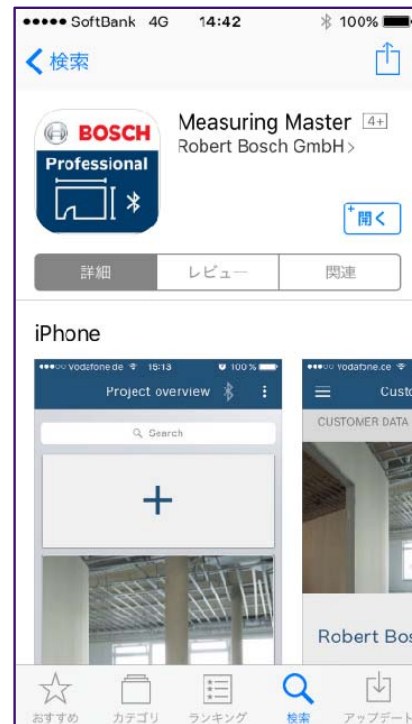 SoftBank 4G 14:42 100%
検索
BOSCH
Professional
Measuring Master 4+
Robert Bosch GmbH >
+開く
詳細 レビュー 関連
iPhone
vodafone.de 15:13 100%
Project overview
Search
+
vodafone.de
Custo
CUSTOMER DATA
Robert Bos
おすすめ カテゴリ ランキング 検索 アップデート